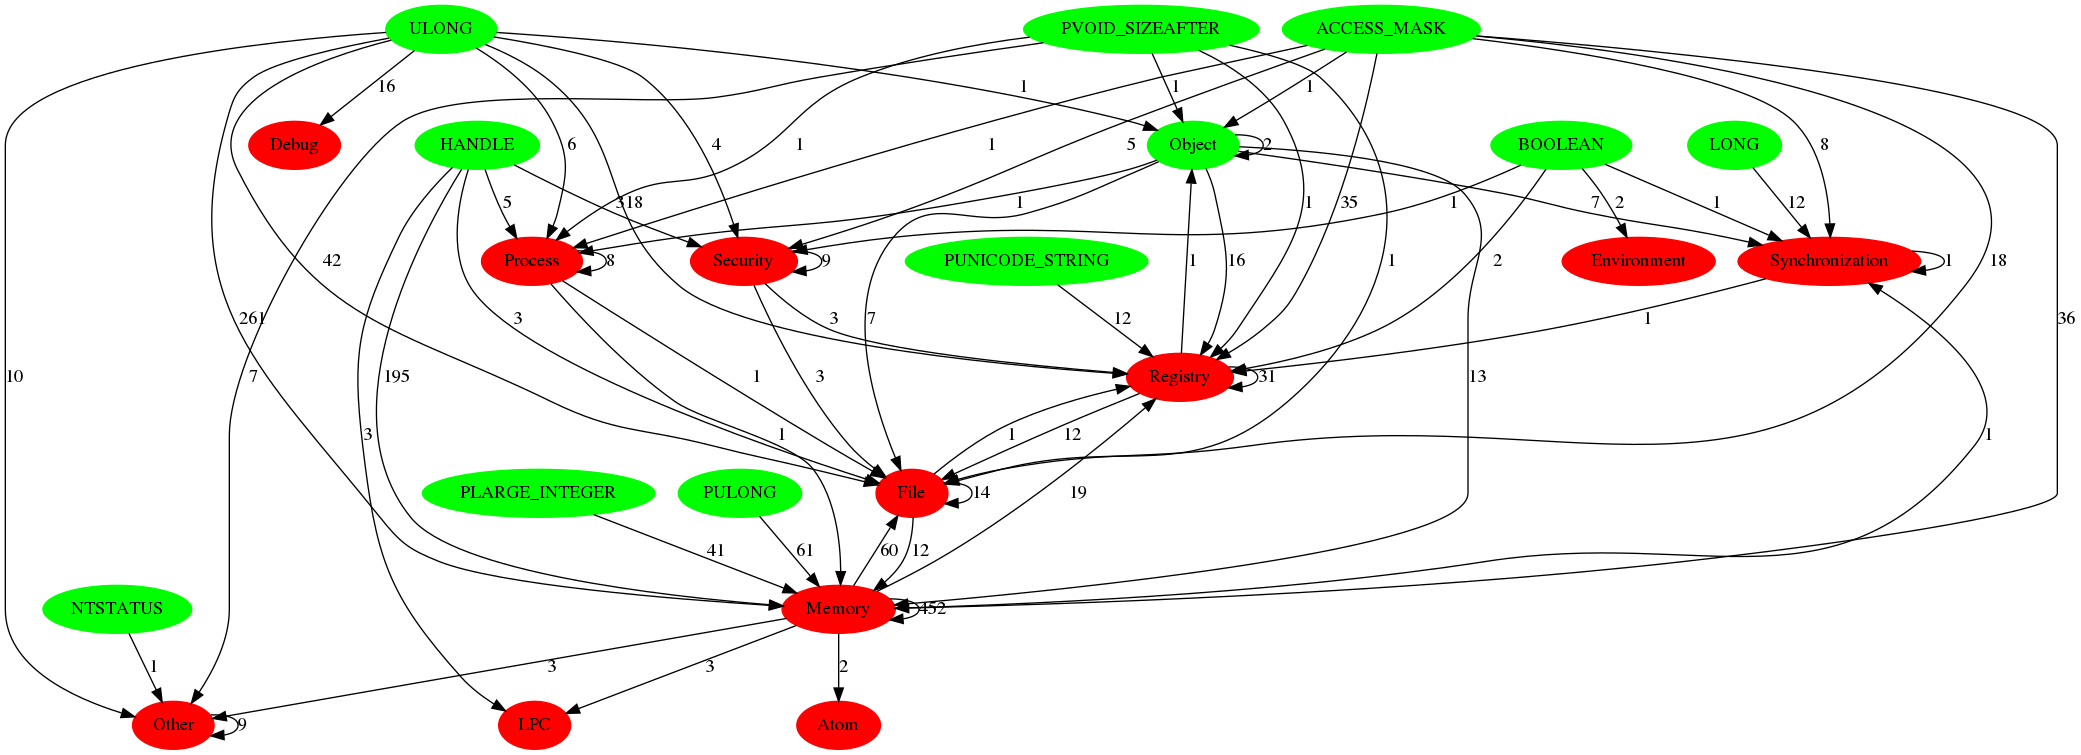 ULONG
PVOID_SIZEAFTER
ACCESS_MASK
16
1
1
1
Debug
HANDLE
6
4
1
1
5
Object
2
BOOLEAN
LONG
8
5
318
1
1
35
1
7
2
1
12
42
Process
8
Security
9
PUNICODE_STRING
1
16
1
2
Environment
Synchronization
1
18
261
3
3
7
12
1
36
10
7
195
1
3
Registry
31
13
3
1
1
12
1
PLARGE_INTEGER
PULONG
File
14
19
41
61
60
12
NTSTATUS
Memory
452
1
3
3
2
Other
9
LPC
Atom